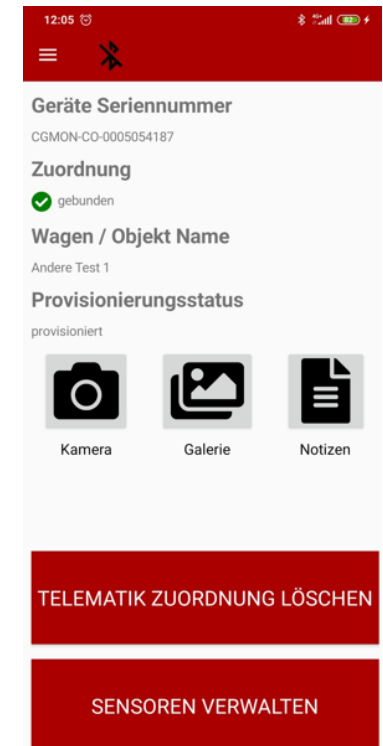 12:05
82
Geräte Seriennummer
CGMON-CO-0005054187
Zuordnung
gebunden
Wagen / Objekt Name
Andere Test 1
Provisionierungsstatus
provisioniert
Kamera Galerie Notizen
TELEMATIK ZUORDNUNG LÖSCHEN
SENSOREN VERWALTEN